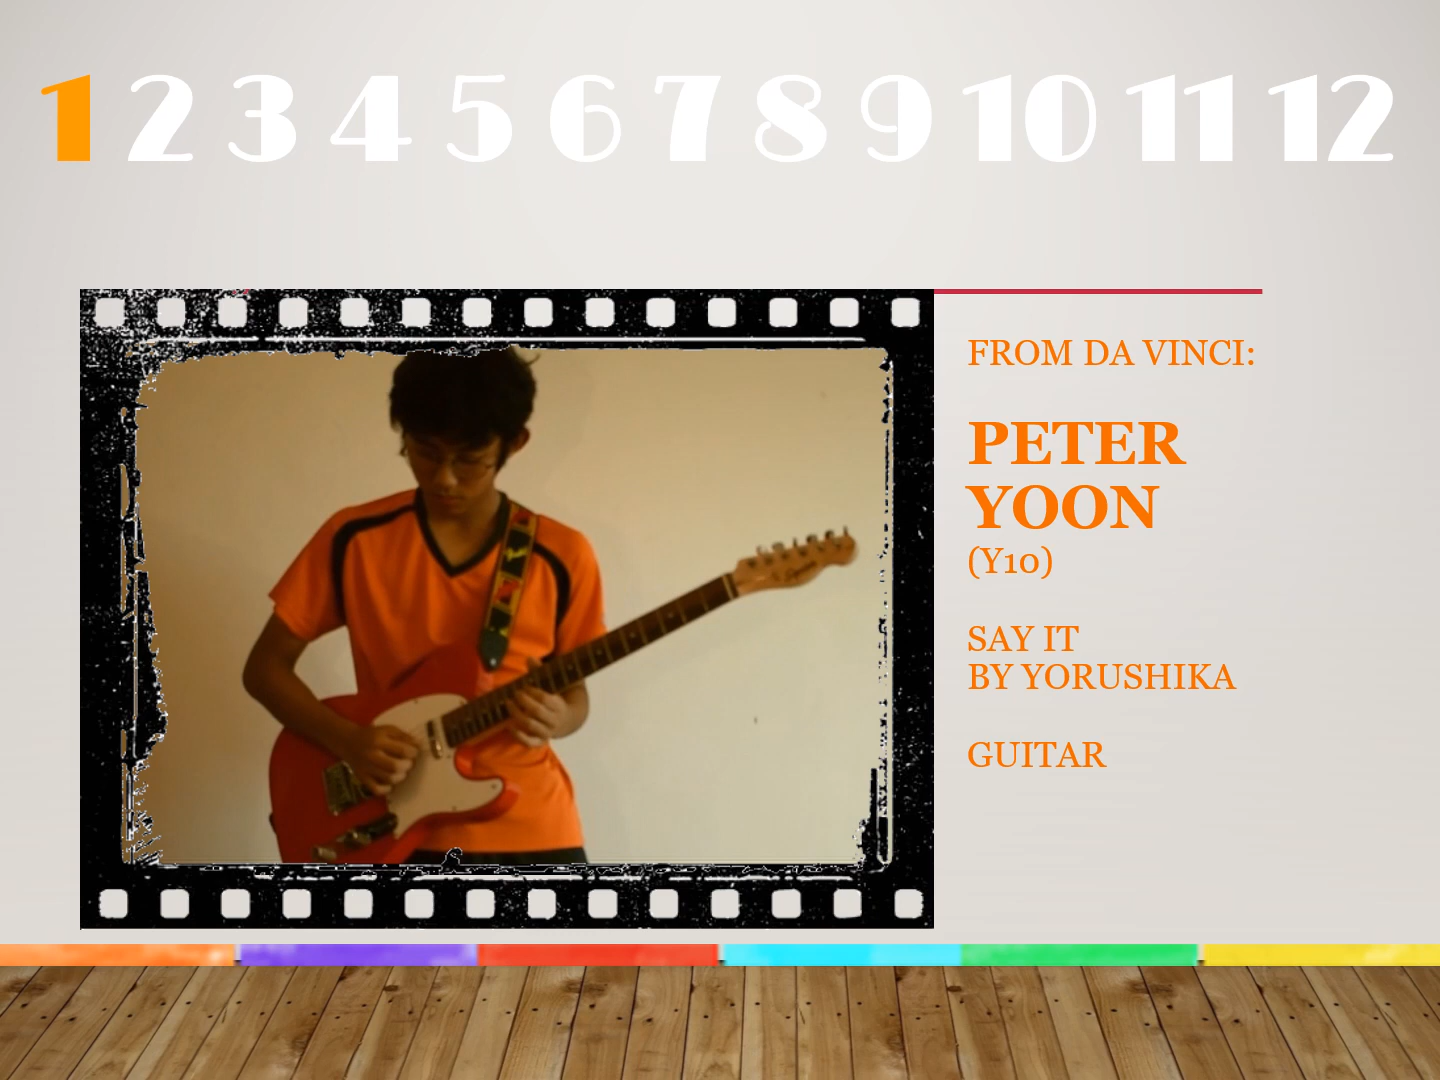 1 2 3 4 5 6 7 8 9 10 11 12
FROM DA VINCI:
PETER
YOON
(Y10)
SAY IT
BY YORUSHIKA
GUITAR